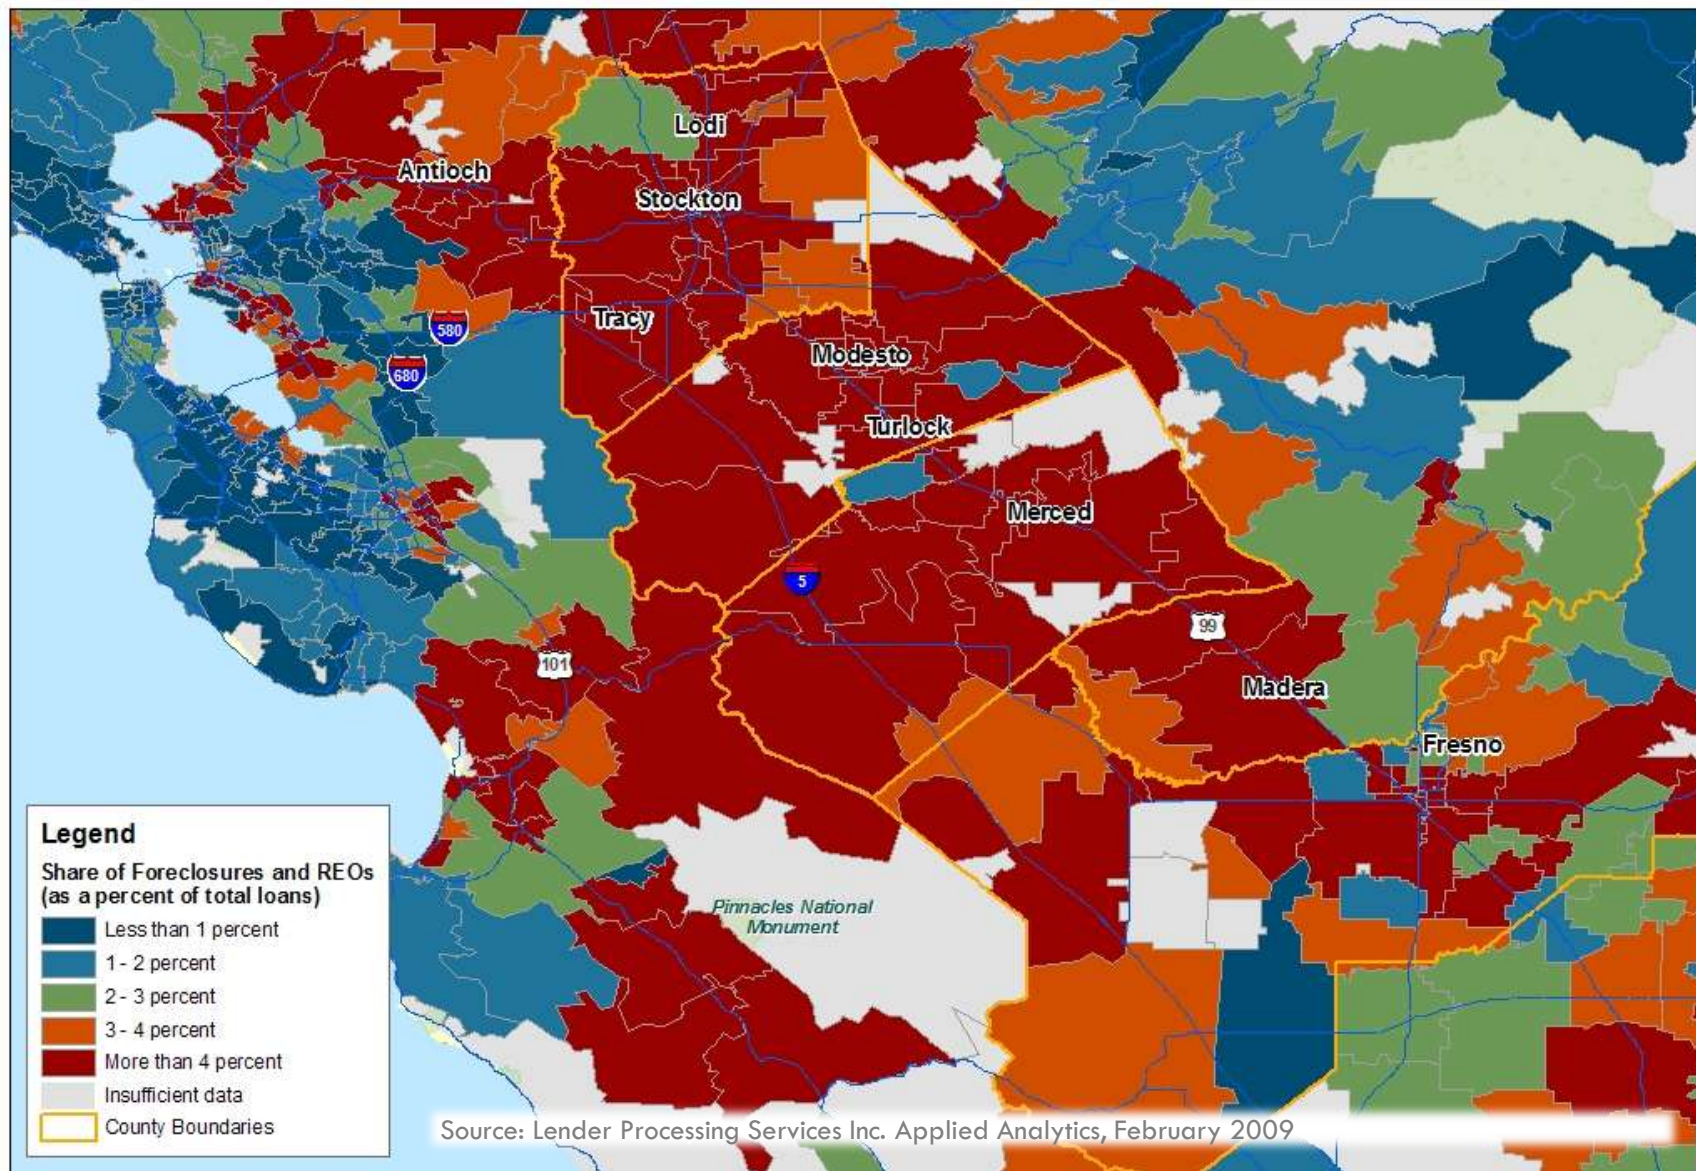 Lodi
Antioch
Stockton
Tracy
580
Modesto
680
Turlock
Merced
5
99
101
Madera
Fresno
Pinnacles National
Monument
Legend
Share of Foreclosures and REOs
(as a percent of total loans)
Less than 1 percent
1 - 2 percent
2 - 3 percent
3 - 4 percent
More than 4 percent
Insufficient data
County Boundaries
Source: Lender Processing Services Inc. Applied Analytics, February 2009